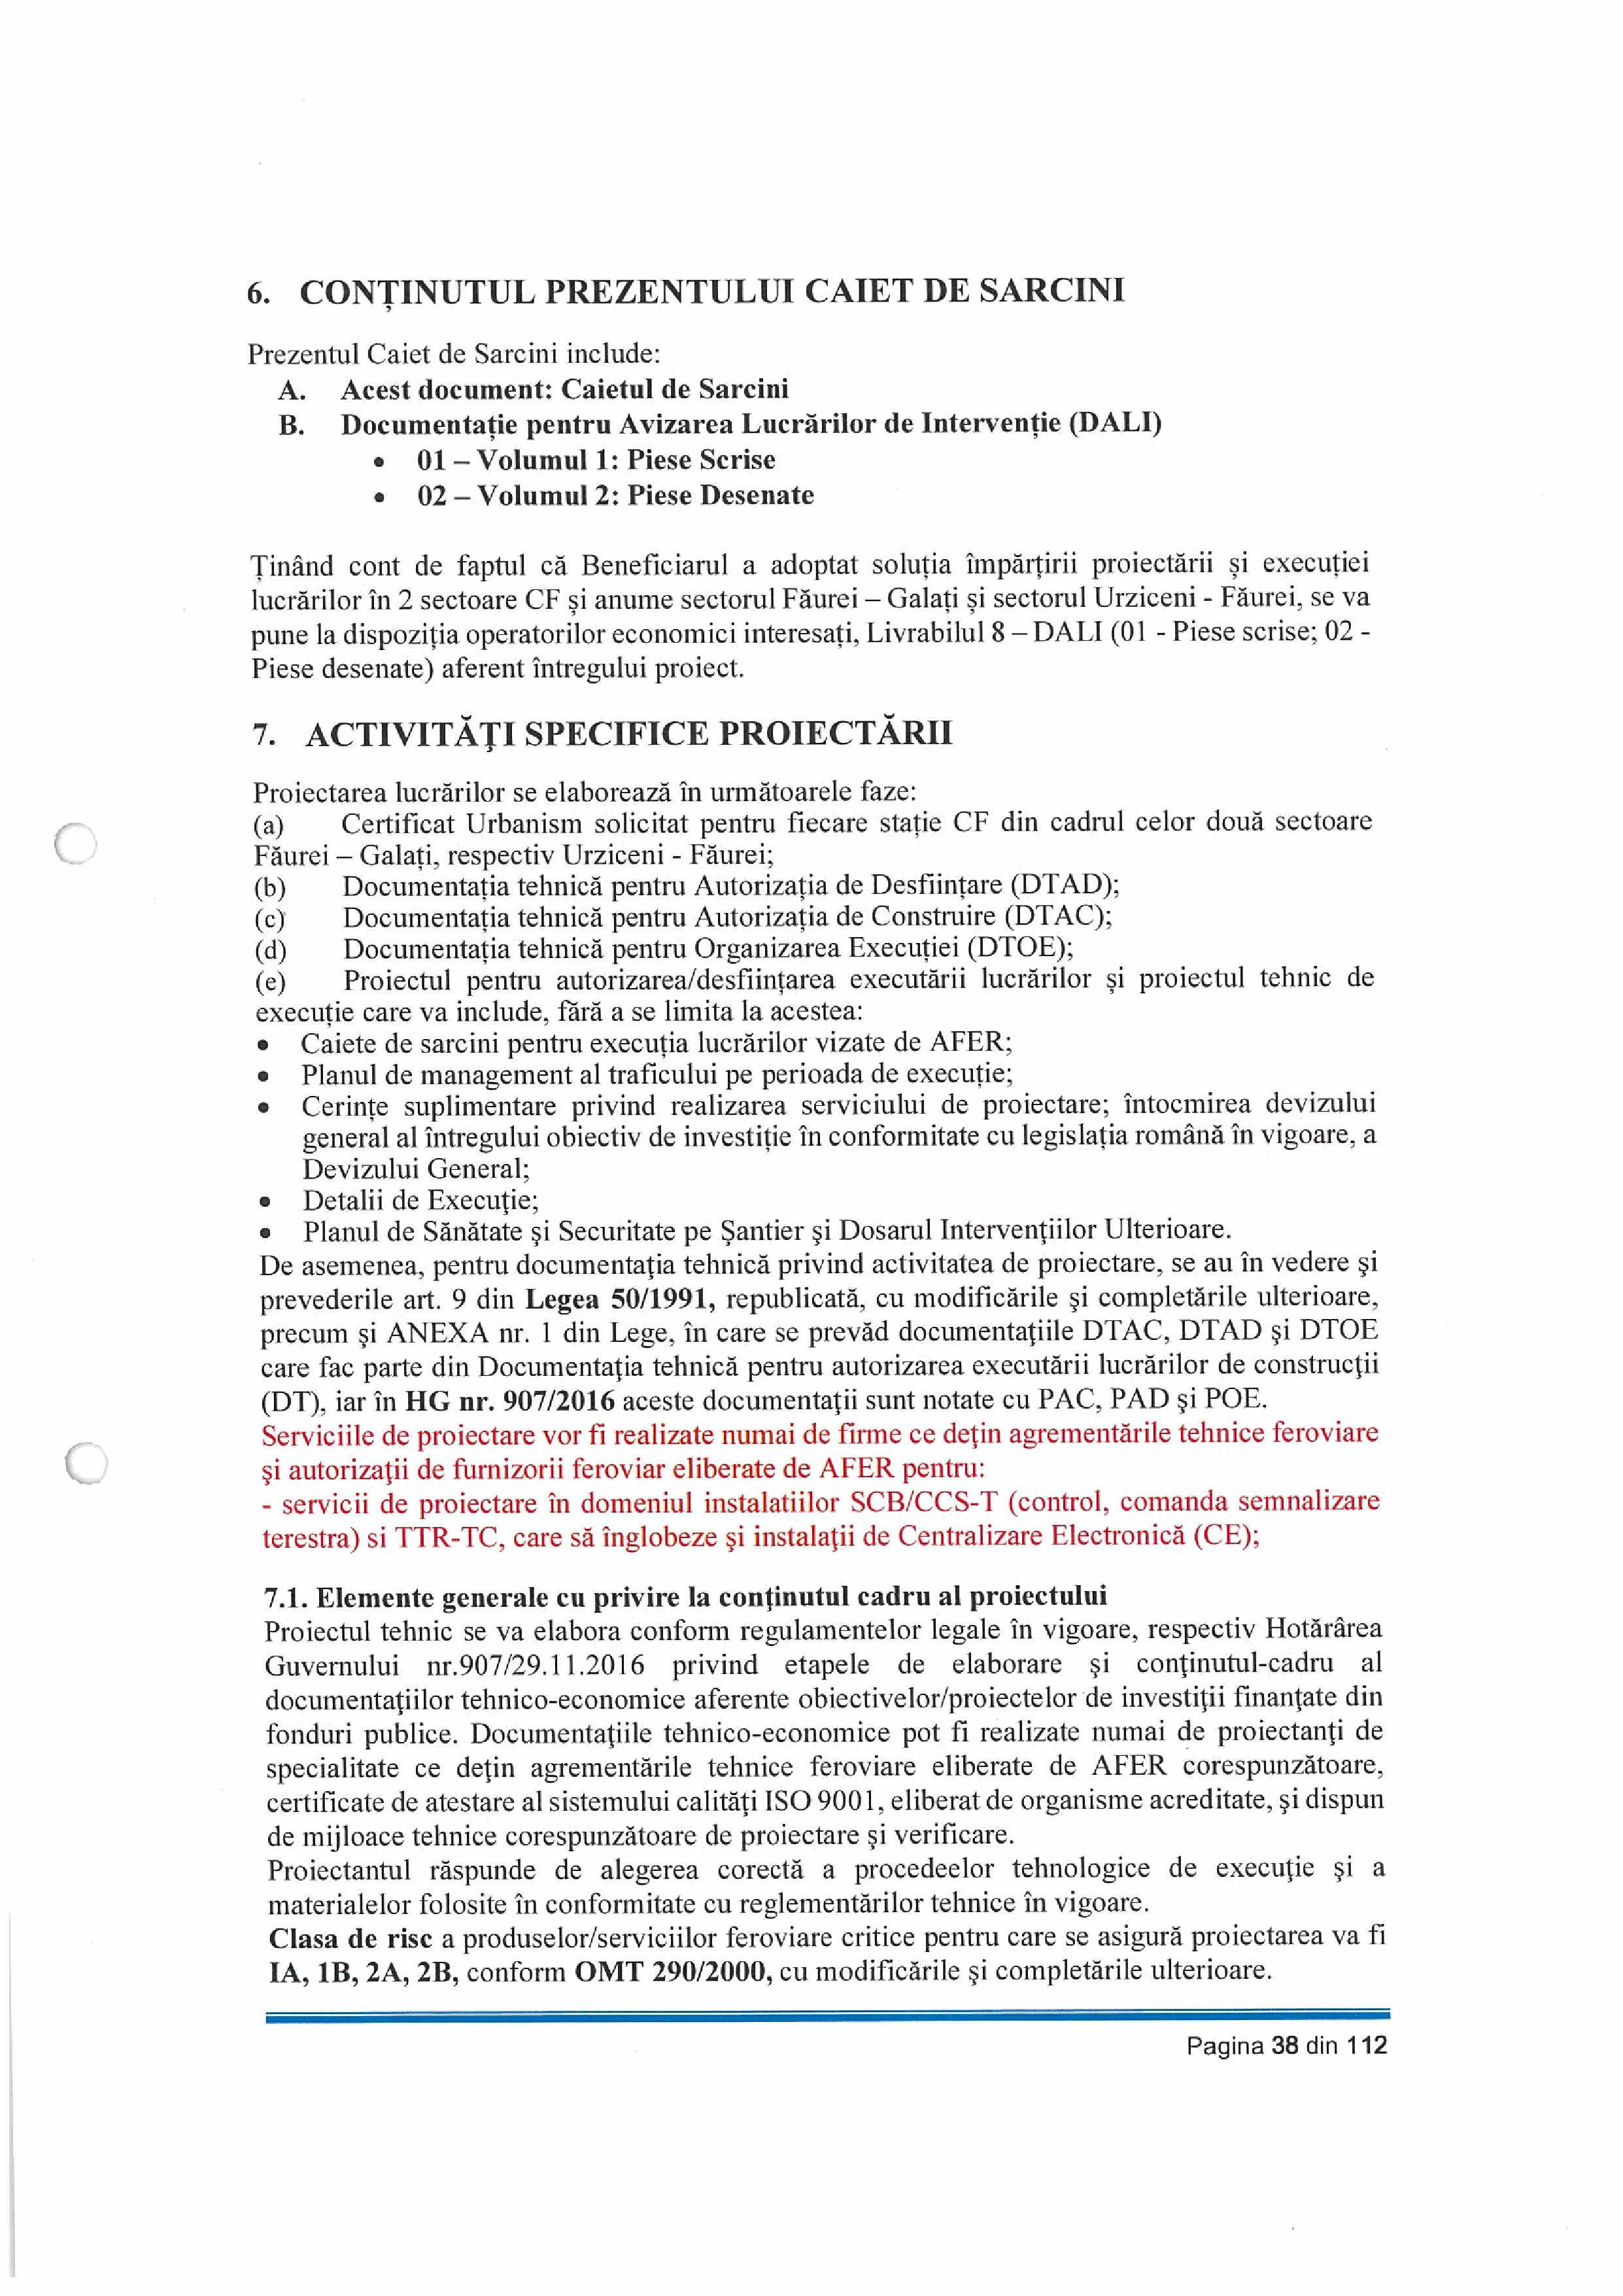 6. CONȚINUTUL PREZENTULUI CAIET DE SARCINI
Prezentul Caiet de Sarcini include:
A. Acest document: Caietul de Sarcini
B. Documentație pentru Avizarea Lucrărilor de Intervenție (DALI)
• 01 – Volumul 1: Piese Scrise
• 02 – Volumul 2: Piese Desenate
Ținând cont de faptul că Beneficiarul a adoptat soluția împărțirii proiectării și execuției
lucrărilor în 2 sectoare CF și anume sectorul Făurei – Galați și sectorul Urziceni - Făurei, se va
pune la dispoziția operatorilor economici interesați, Livrabilul 8 – DALI (01 - Piese scrise; 02 -
Piese desenate) aferent întregului proiect.
7. ACTIVITĂȚI SPECIFICE PROIECTĂRII
Proiectarea lucrărilor se elaborează în următoarele faze:
(a) Certificat Urbanism solicitat pentru fiecare stație CF din cadrul celor două sectoare
Făurei – Galați, respectiv Urziceni - Făurei;
(b) Documentația tehnică pentru Autorizația de Desființare (DTAD);
(c) Documentația tehnică pentru Autorizația de Construire (DTAC);
(d) Documentația tehnică pentru Organizarea Execuției (DTOE);
(e) Proiectul pentru autorizarea/desființarea executării lucrărilor și proiectul tehnic de
execuție care va include, fără a se limita la acestea:
• Caiete de sarcini pentru execuția lucrărilor vizate de AFER;
• Planul de management al traficului pe perioada de execuție;
• Cerințe suplimentare privind realizarea serviciului de proiectare; întocmirea devizului
general al întregului obiectiv de investiție în conformitate cu legislația română în vigoare, a
Devizului General;
• Detalii de Execuţie;
• Planul de Sănătate şi Securitate pe Şantier şi Dosarul Intervenţiilor Ulterioare.
De asemenea, pentru documentaţia tehnică privind activitatea de proiectare, se au în vedere şi
prevederile art. 9 din Legea 50/1991, republicată, cu modificările şi completările ulterioare,
precum şi ANEXA nr. 1 din Lege, în care se prevăd documentaţiile DTAC, DTAD şi DTOE
care fac parte din Documentaţia tehnică pentru autorizarea executării lucrărilor de construcţii
(DT), iar în HG nr. 907/2016 aceste documentaţii sunt notate cu PAC, PAD şi POE.
Serviciile de proiectare vor fi realizate numai de firme ce deţin agrementările tehnice feroviare
şi autorizaţii de furnizorii feroviar eliberate de AFER pentru:
- servicii de proiectare în domeniul instalatiilor SCB/CCS-T (control, comanda semnalizare
terestra) si TTR-TC, care să înglobeze şi instalaţii de Centralizare Electronică (CE);
7.1. Elemente generale cu privire la conţinutul cadru al proiectului
Proiectul tehnic se va elabora conform regulamentelor legale în vigoare, respectiv Hotărârea
Guvernului nr.907/29.11.2016 privind etapele de elaborare şi conţinutul-cadru al
documentaţiilor tehnico-economice aferente obiectivelor/proiectelor de investiţii finanţate din
fonduri publice. Documentaţiile tehnico-economice pot fi realizate numai de proiectanţi de
specialitate ce deţin agrementările tehnice feroviare eliberate de AFER corespunzătoare,
certificate de atestare al sistemului calităţi ISO 9001, eliberat de organisme acreditate, şi dispun
de mijloace tehnice corespunzătoare de proiectare şi verificare.
Proiectantul răspunde de alegerea corectă a procedeelor tehnologice de execuţie şi a
materialelor folosite în conformitate cu reglementărilor tehnice în vigoare.
Clasa de risc a produselor/serviciilor feroviare critice pentru care se asigură proiectarea va fi
IA, 1B, 2A, 2B, conform OMT 290/2000, cu modificările şi completările ulterioare.
Pagina 38 din 112